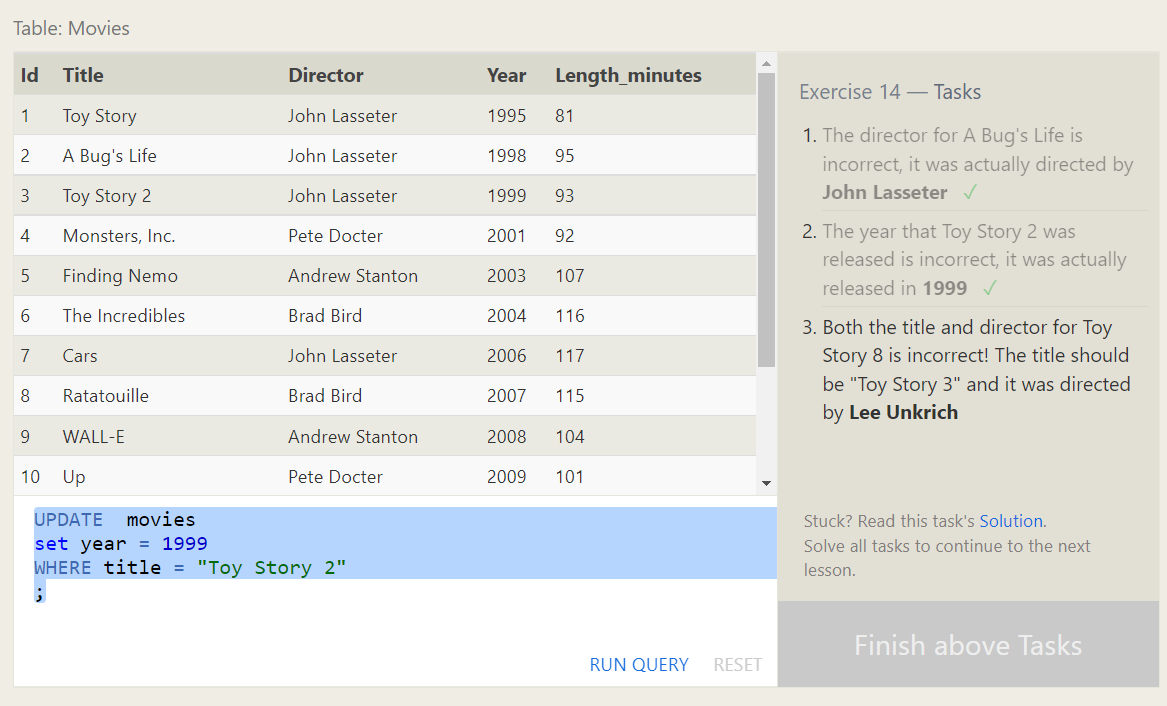 Table: Movies
Id Title Director Year Length_minutes
1 Toy Story John Lasseter 1995 81
2 A Bug's Life John Lasseter 1998 95
3 Toy Story 2 John Lasseter 1999 93
4 Monsters, Inc. Pete Docter 2001 92
5 Finding Nemo Andrew Stanton 2003 107
6 The Incredibles Brad Bird 2004 116
7 Cars John Lasseter 2006 117
8 Ratatouille Brad Bird 2007 115
9 WALL-E Andrew Stanton 2008 104
10 Up Pete Docter 2009 101
UPDATE  movies
set year = 1999
WHERE title = "Toy Story 2"
;
RUN QUERY RESET
Exercise 14 — Tasks
1. The director for A Bug's Life is
incorrect, it was actually directed by
John Lasseter ✓
2. The year that Toy Story 2 was
released is incorrect, it was actually
released in 1999 ✓
3. Both the title and director for Toy
Story 8 is incorrect! The title should
be "Toy Story 3" and it was directed
by Lee Unkrich
Stuck? Read this task's Solution.
Solve all tasks to continue to the next
lesson.
Finish above Tasks